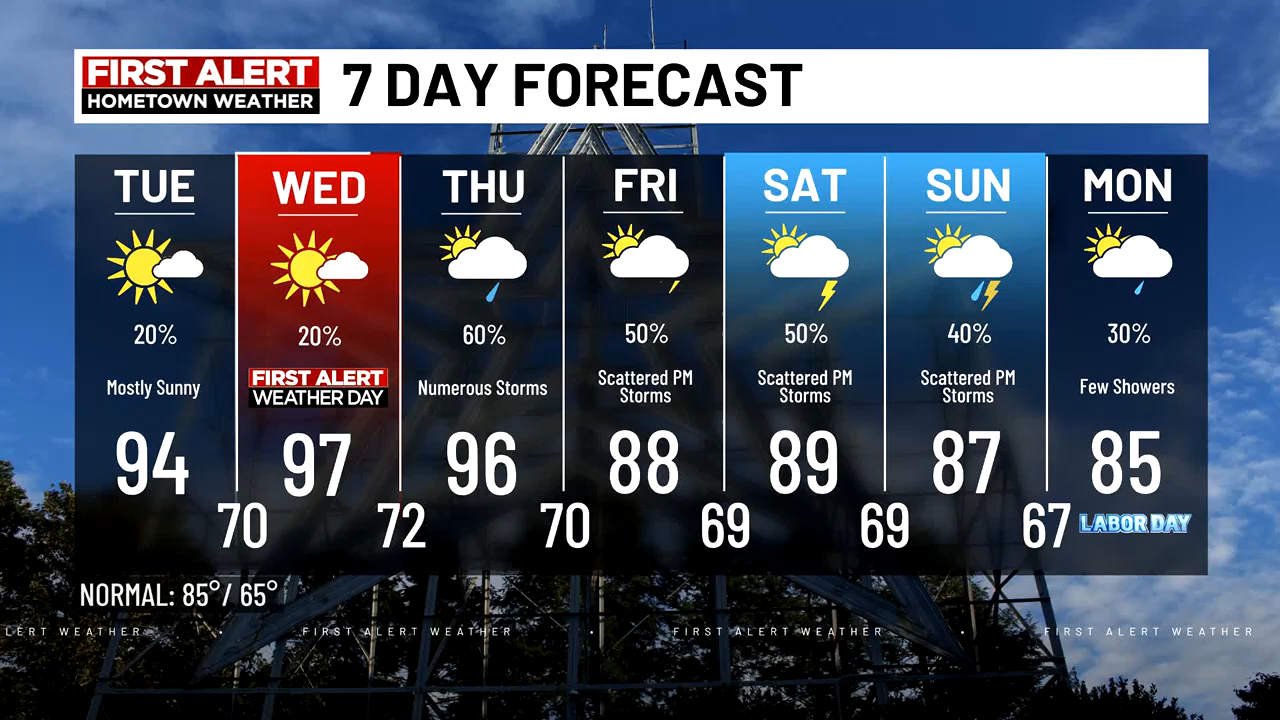 FIRST ALERT
HOMETOWN WEATHER
7 DAY FORECAST
TUE
20%
Mostly Sunny
94
WED
20%
FIRST ALERT
WEATHER DAY
97
THU
60%
Numerous Storms
96
FRI
50%
Scattered PM
Storms
88
SAT
50%
Scattered PM
Storms
89
SUN
40%
Scattered PM
Storms
87
MON
30%
Few Showers
85
70 72 70 69 69 67
LABOR DAY
NORMAL: 85°/ 65°
LERT WEATHER • FIRST ALERT WEATHER • FIRST ALERT WEATHER • FIRST ALERT WEATHER